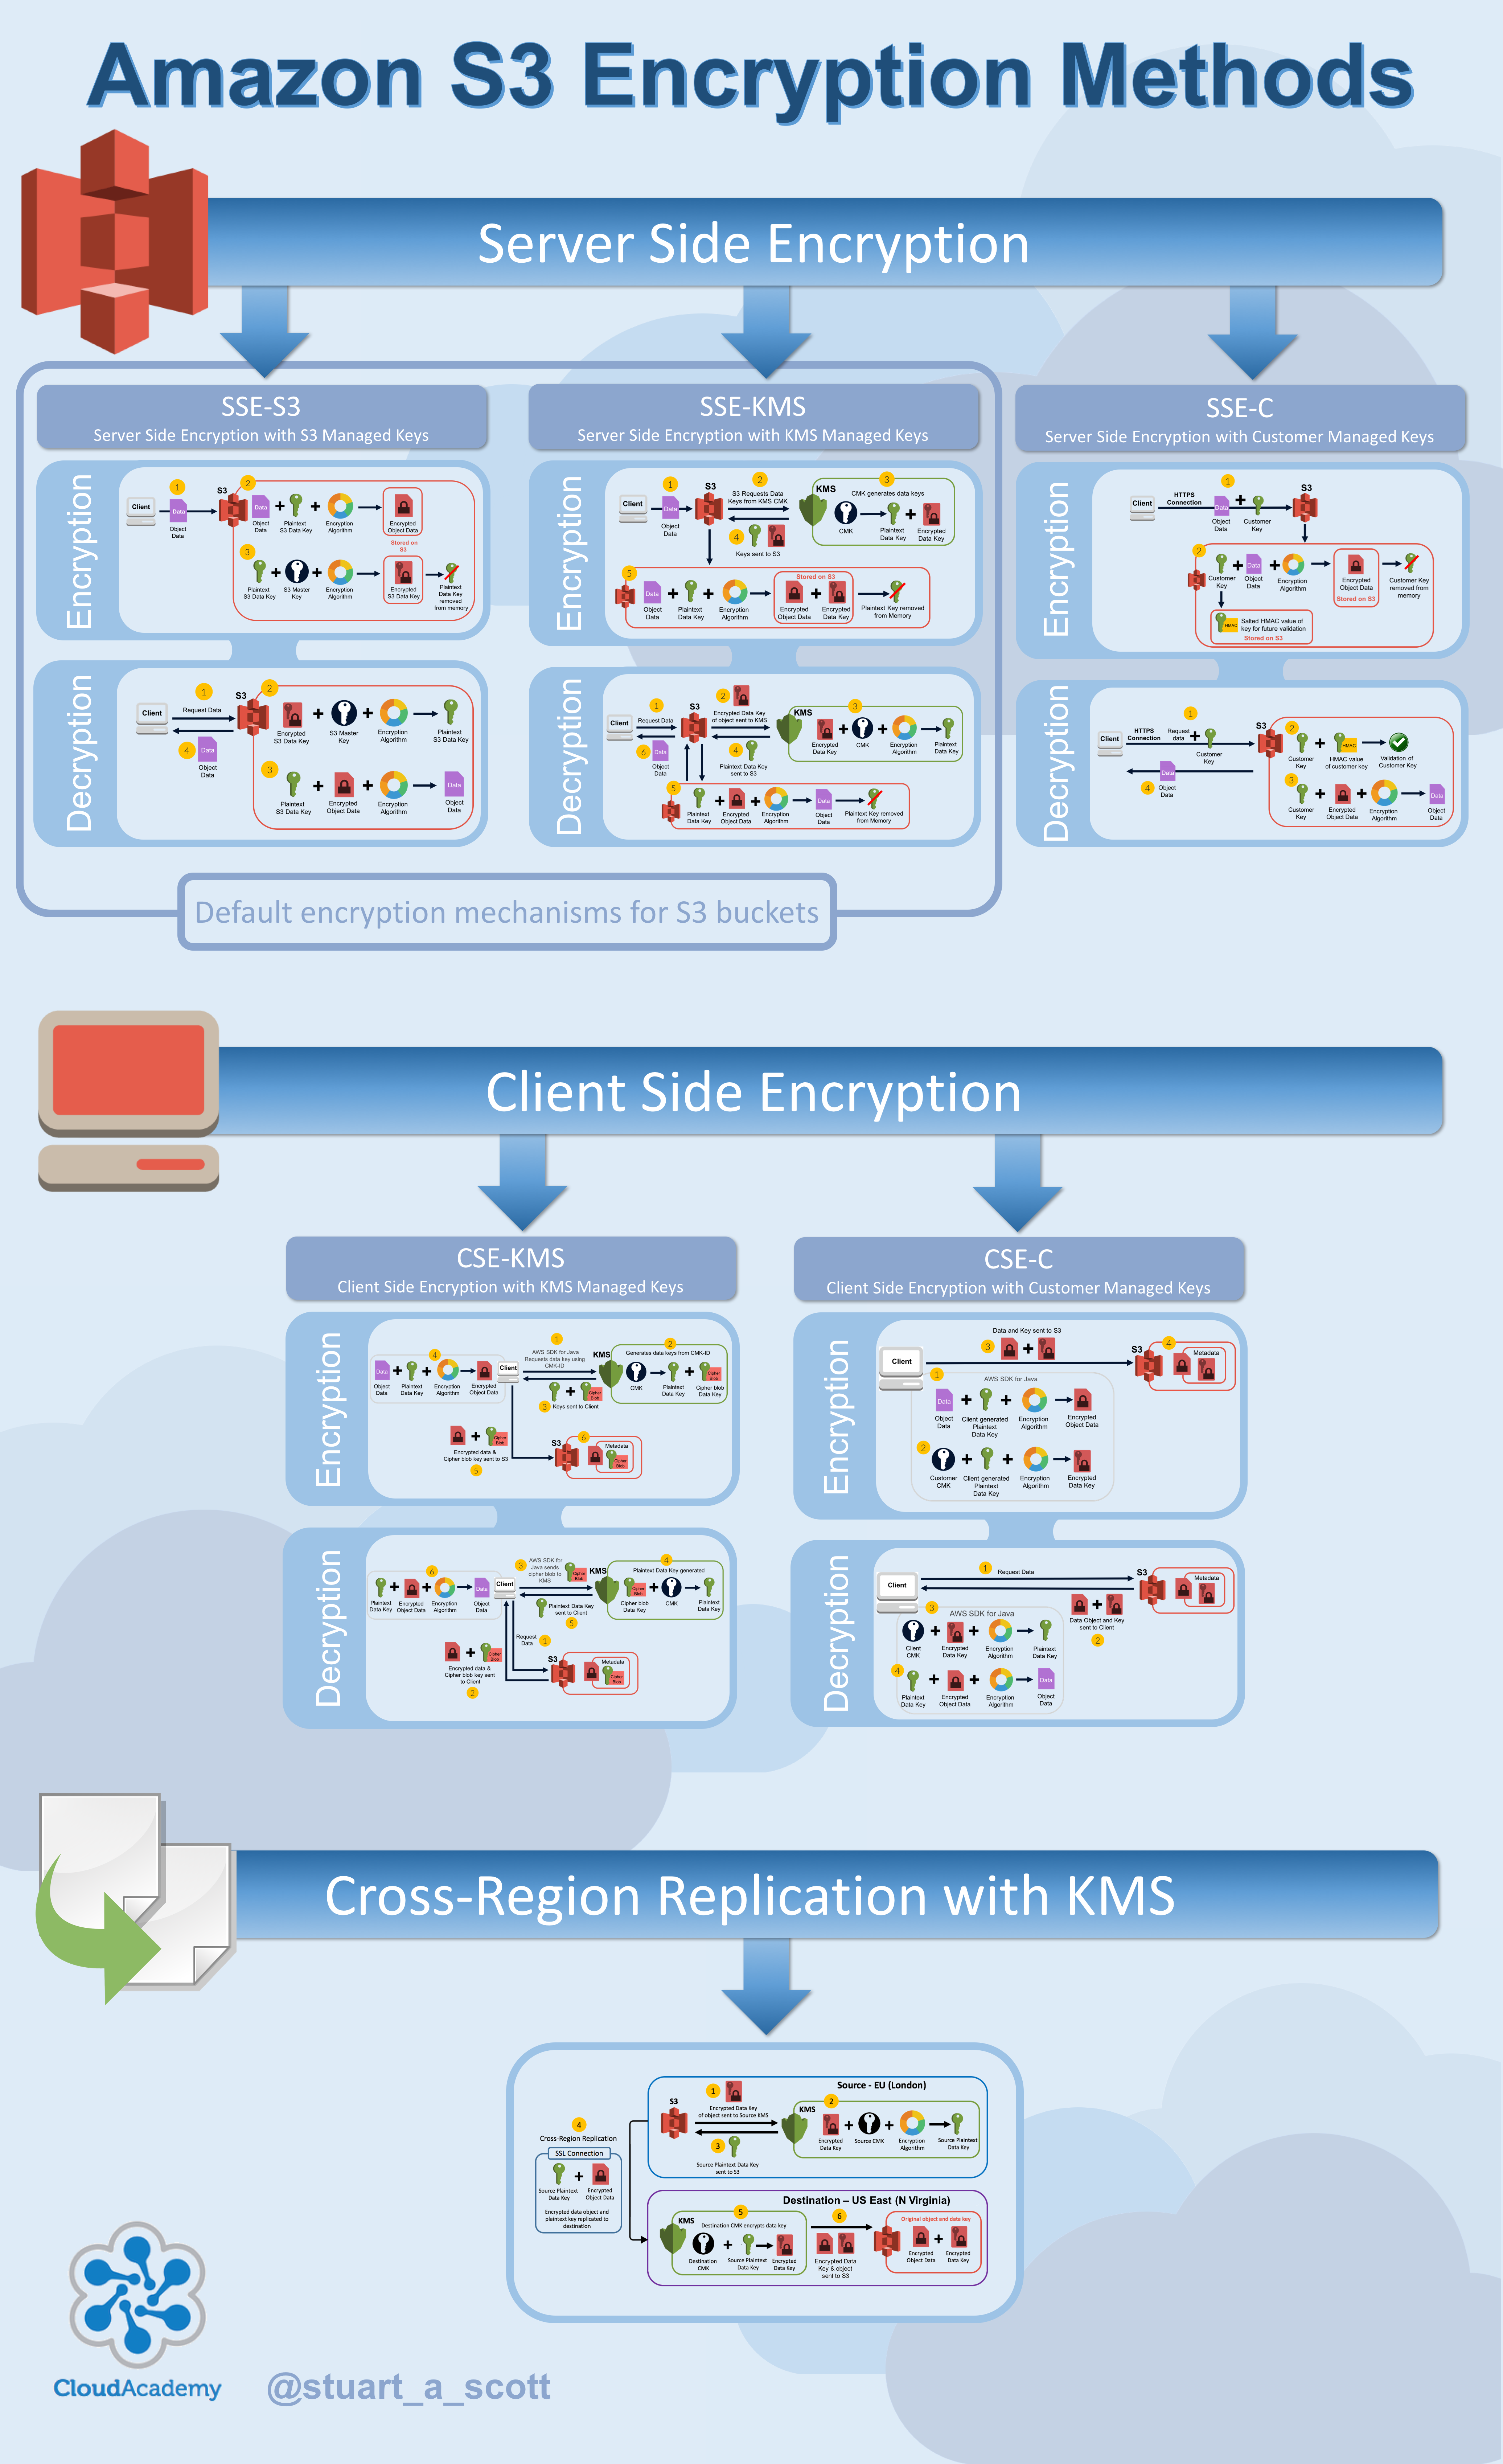 Amazon S3 Encryption Methods
Server Side Encryption
SSE-S3
Server Side Encryption with S3 Managed Keys
Encryption
1
Client
Data
Object
Data
S3
2
Data
Object
Data
Plaintext
S3 Data Key
Encryption
Algorithm
Encrypted
Object Data
Stored on
S3
3
Plaintext
S3 Data Key
S3 Master
Key
Encryption
Algorithm
Encrypted
S3 Data Key
Plaintext
Data Key
removed
from memory
Decryption
Client
1
Request Data
4
Data
Object
Data
S3
2
Encrypted
S3 Data Key
S3 Master
Key
Encryption
Algorithm
Plaintext
S3 Data Key
3
Plaintext
S3 Data Key
Encrypted
Object Data
Encryption
Algorithm
Data
Object
Data
SSE-KMS
Server Side Encryption with KMS Managed Keys
Encryption
Client
1
Data
Object
Data
S3
2
S3 Requests Data
Keys from KMS CMK
4
Keys sent to S3
3
KMS
CMK generates data keys
CMK
Plaintext
Data Key
Encrypted
Data Key
5
Data
Object
Data
Plaintext
Data Key
Encryption
Algorithm
Stored on S3
Encrypted
Object Data
Encrypted
Data Key
Plaintext Key removed
from Memory
Decryption
Client
1
Request Data
6
Data
Object
Data
S3
2
Encrypted Data Key
of object sent to KMS
4
Plaintext Data Key
sent to S3
3
KMS
Encrypted
Data Key
CMK
Encryption
Algorithm
Plaintext
Data Key
5
Plaintext
Data Key
Encrypted
Object Data
Encryption
Algorithm
Data
Object
Data
Plaintext Key removed
from Memory
SSE-C
Server Side Encryption with Customer Managed Keys
Encryption
Client
HTTPS
Connection
1
Data
Object
Data
Customer
Key
S3
2
Customer
Key
Data
Object
Data
Encryption
Algorithm
Encrypted
Object Data
Stored on S3
Customer Key
removed from
memory
HMAC
Salted HMAC value of
key for future validation
Stored on S3
Decryption
Client
HTTPS
Connection
1
Request
data
Customer
Key
4
Data
Object
Data
S3
2
Customer
Key
HMAC
HMAC value
of customer key
Validation of
Customer Key
3
Customer
Key
Encrypted
Object Data
Encryption
Algorithm
Data
Object
Data
Default encryption mechanisms for S3 buckets
Client Side Encryption
CSE-KMS
Client Side Encryption with KMS Managed Keys
Encryption
4
Data
Object
Data
Plaintext
Data Key
Encryption
Algorithm
Encrypted
Object Data
Client
1
AWS SDK for Java
Requests data key using
CMK-ID
Cipher
Blob
3
Keys sent to Client
2
KMS
Generates data keys from CMK-ID
CMK
Plaintext
Data Key
Cipher
Blob
Cipher blob
Data Key
Cipher
Blob
Encrypted data &
Cipher blob key sent to S3
5
S3
6
Metadata
Cipher
Blob
Decryption
6
Plaintext
Data Key
Encrypted
Object Data
Encryption
Algorithm
Data
Object
Data
Client
3
AWS SDK for
Java sends
cipher blob to
KMS
Cipher
Blob
Plaintext Data Key
sent to Client
5
4
KMS
Plaintext Data Key generated
Cipher
Blob
Cipher blob
Data Key
CMK
Plaintext
Data Key
Request
Data
1
Cipher
Blob
Encrypted data &
Cipher blob key sent
to Client
2
S3
Metadata
Cipher
Blob
CSE-C
Client Side Encryption with Customer Managed Keys
Encryption
Client
Data and Key sent to S3
3
S3
4
Metadata
1
AWS SDK for Java
Data
Object
Data
Client generated
Plaintext
Data Key
Encryption
Algorithm
Encrypted
Object Data
2
Customer
CMK
Client generated
Plaintext
Data Key
Encryption
Algorithm
Encrypted
Data Key
Decryption
Client
1
Request Data
S3
Metadata
Data Object and Key
sent to Client
2
3
AWS SDK for Java
Client
CMK
Encrypted
Data Key
Encryption
Algorithm
Plaintext
Data Key
4
Plaintext
Data Key
Encrypted
Object Data
Encryption
Algorithm
Data
Object
Data
Cross-Region Replication with KMS
Source - EU (London)
S3
1
Encrypted Data Key
of object sent to Source KMS
3
Source Plaintext Data Key
sent to S3
2
KMS
Encrypted
Data Key
Source CMK
Encryption
Algorithm
Source Plaintext
Data Key
4
Cross-Region Replication
SSL Connection
Source Plaintext
Data Key
Encrypted
Object Data
Encrypted data object and
plaintext key replicated to
destination
Destination – US East (N Virginia)
5
KMS
Destination CMK encrypts data key
Destination
CMK
Source Plaintext
Data Key
Encrypted
Data Key
6
Encrypted Data
Key & object
sent to S3
Original object and data key
Encrypted
Object Data
Encrypted
Data Key
CloudAcademy
@stuart_a_scott